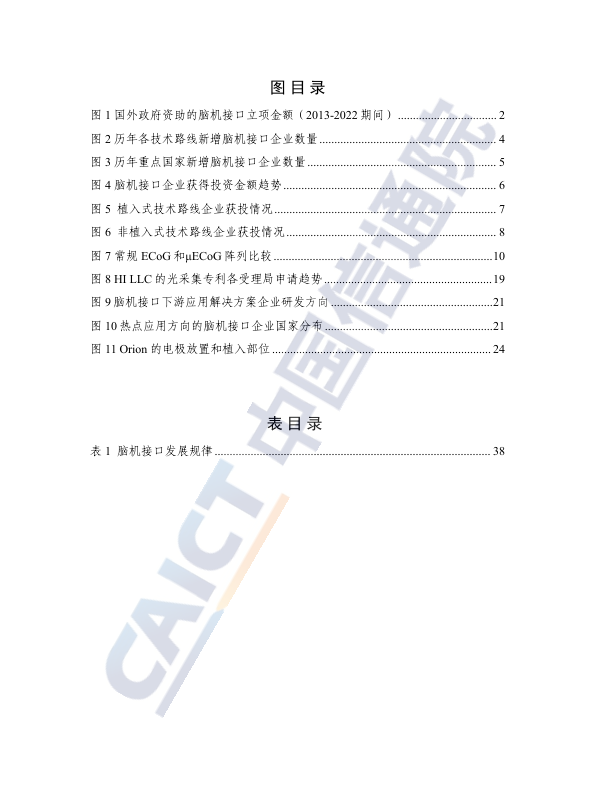 图 目 录
图 1 国外政府资助的脑机接口立项金额（2013-2022 期间） ................................. 2
图 2 历年各技术路线新增脑机接口企业数量 ........................................................... 4
图 3 历年重点国家新增脑机接口企业数量 ............................................................... 5
图 4 脑机接口企业获得投资金额趋势 ....................................................................... 6
图 5 植入式技术路线企业获投情况 .......................................................................... 7
图 6 非植入式技术路线企业获投情况 ...................................................................... 8
图 7 常规 ECoG 和μECoG 阵列比较 .........................................................................10
图 8 HI LLC 的光采集专利各受理局申请趋势 ........................................................19
图 9 脑机接口下游应用解决方案企业研发方向 ......................................................21
图 10 热点应用方向的脑机接口企业国家分布 ........................................................21
图 11 Orion 的电极放置和植入部位 ......................................................................... 24
表 目 录
表 1 脑机接口发展规律 ............................................................................................ 38
CAICT 中国信通院